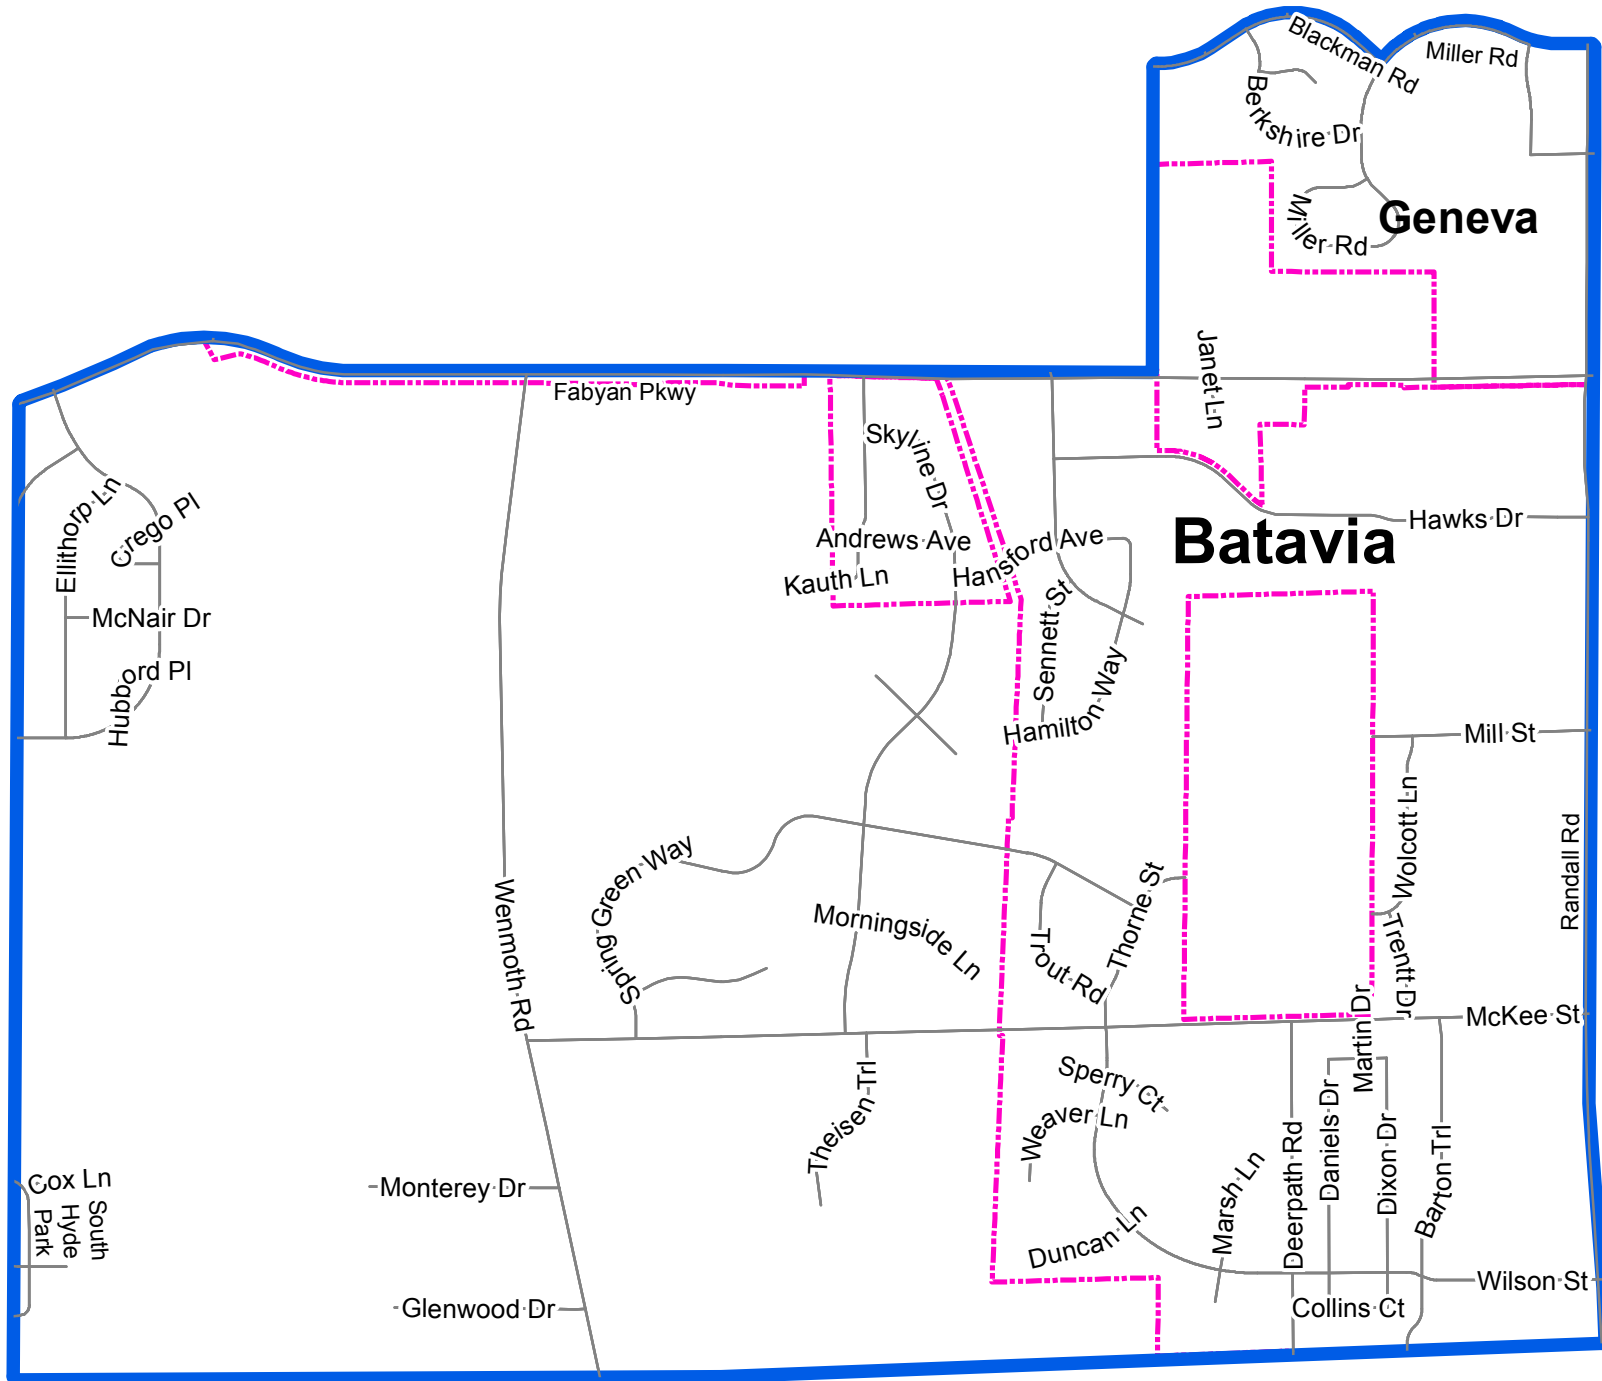 Blackman Rd
Miller Rd
Berkshire Dr
Miller Rd
Geneva
Janet Ln
Fabyan Pkwy
Skyline Dr
Ellithorp Ln
Grego Pl
Andrews Ave
Hansford Ave
Batavia
Hawks Dr
Kauth Ln
McNair Dr
Sennett St
Hubbord Pl
Hamilton Way
Mill St
Wolcott Ln
Randall Rd
Spring Green Way
Wenmoth Rd
Morningside Ln
Thorne St
Trout Rd
Trentt Dr
Martin Dr
McKee St
Sperry Ct
Weaver Ln
Theisen Trl
Daniels Dr
Dixon Dr
Barton Trl
Deerpath Rd
Marsh Ln
Cox Ln
South
Hyde
Park
Monterey Dr
Duncan Ln
Wilson St
Glenwood Dr
Collins Ct